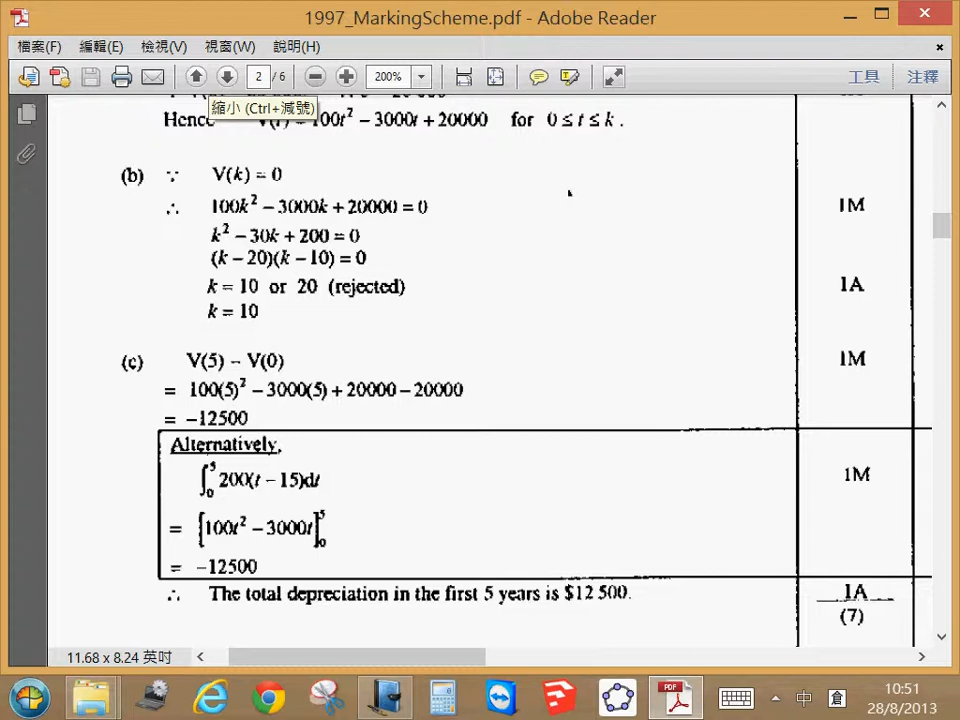 1997_MarkingScheme.pdf - Adobe Reader
檔案(F) 編輯(E) 檢視(V) 視窗(W) 說明(H)
2 / 6 200% 工具 注釋
縮小 (Ctrl+減號)
Hence V(t) = 100t² − 3000t + 20000 for 0 ≤ t ≤ k .
(b) ∵ V(k) = 0
∴ 100k² − 3000k + 20000 = 0 1M
k² − 30k + 200 = 0
(k − 20)(k − 10) = 0
k = 10 or 20 (rejected) 1A
k = 10
(c) V(5) − V(0) 1M
= 100(5)² − 3000(5) + 20000 − 20000
= −12500
Alternatively,
∫₀⁵ 200(t − 15)dt 1M
= [100t² − 3000t]₀⁵
= −12500
∴ The total depreciation in the first 5 years is $12 500. 1A
(7)
11.68 x 8.24 英吋
中 倉 10:51
28/8/2013